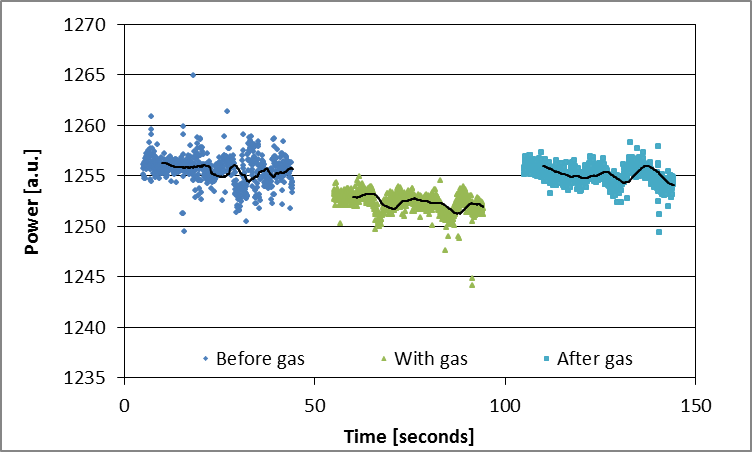 1270
1265
1260
1255
1250
1245
1240
1235
Power [a.u.]
Before gas
With gas
After gas
0
50
100
150
Time [seconds]